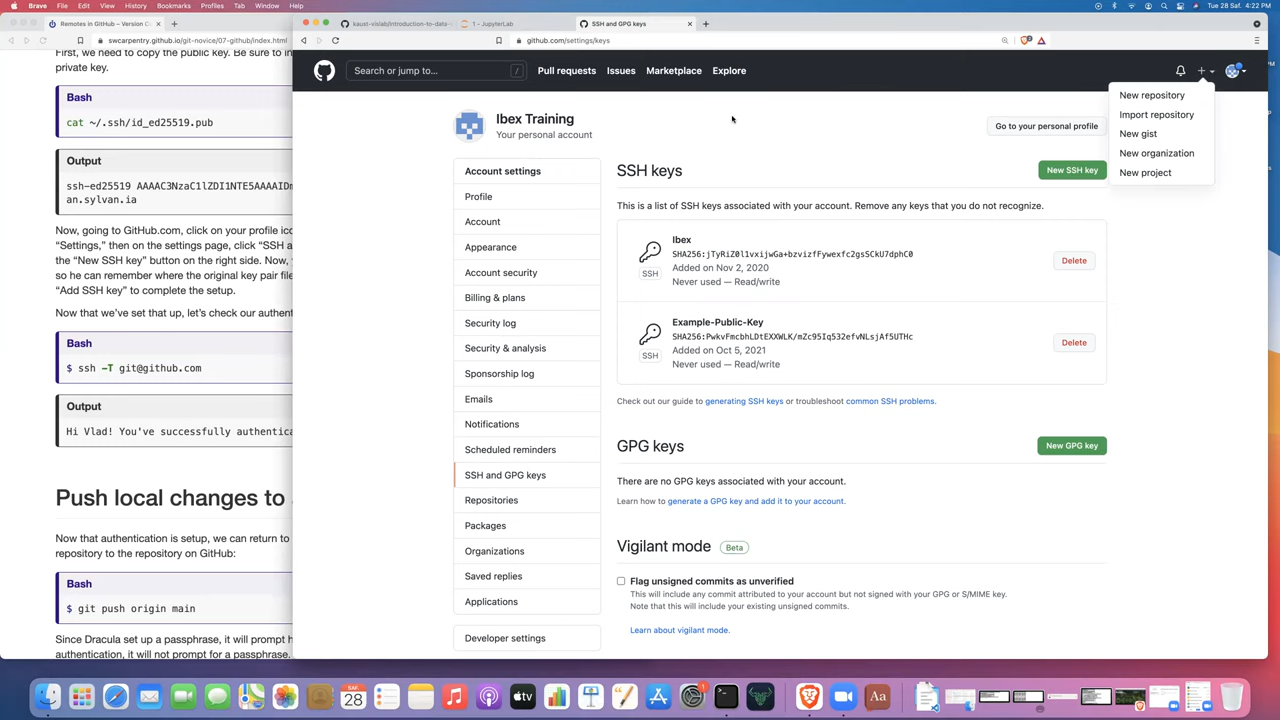 Brave File Edit View History Bookmarks Profiles Tab Window Help
Tue 28 Saf. 4:22 PM
Remotes in GitHub – Version C
swcarpentry.github.io/git-novice/07-github/index.html
First, we need to copy the public key. Be sure to in
private key.
Bash
cat ~/.ssh/id_ed25519.pub
Output
ssh-ed25519 AAAAC3NzaC1lZDI1NTE5AAAAIDm
an.sylvan.ia
Now, going to GitHub.com, click on your profile ico
“Settings,” then on the settings page, click “SSH a
the “New SSH key” button on the right side. Now,
so he can remember where the original key pair file
“Add SSH key” to complete the setup.
Now that we’ve set that up, let’s check our authent
Bash
$ ssh -T git@github.com
Output
Hi Vlad! You've successfully authentica
Push local changes to
Now that authentication is setup, we can return to
repository to the repository on GitHub:
Bash
$ git push origin main
Since Dracula set up a passphrase, it will prompt h
authentication, it will not prompt for a passphrase.
kaust-vislab/introduction-to-data-
1 – JupyterLab
SSH and GPG keys
github.com/settings/keys
Search or jump to...
/
Pull requests
Issues
Marketplace
Explore
New repository
Import repository
New gist
New organization
New project
Ibex Training
Your personal account
Go to your personal profile
Account settings
Profile
Account
Appearance
Account security
Billing & plans
Security log
Security & analysis
Sponsorship log
Emails
Notifications
Scheduled reminders
SSH and GPG keys
Repositories
Packages
Organizations
Saved replies
Applications
Developer settings
SSH keys
New SSH key
This is a list of SSH keys associated with your account. Remove any keys that you do not recognize.
Ibex
SHA256:jTyRiZ0l1vxijwGa+bzvizfFywexfc2gsSCkU7dphC0
Added on Nov 2, 2020
Never used — Read/write
SSH
Delete
Example-Public-Key
SHA256:PwkvFmcbhLDtEXXWLK/mZc95Iq532efvNLsjAf5UTHc
Added on Oct 5, 2021
Never used — Read/write
SSH
Delete
Check out our guide to generating SSH keys or troubleshoot common SSH problems.
GPG keys
New GPG key
There are no GPG keys associated with your account.
Learn how to generate a GPG key and add it to your account.
Vigilant mode
Beta
Flag unsigned commits as unverified
This will include any commit attributed to your account but not signed with your GPG or S/MIME key.
Note that this will include your existing unsigned commits.
Learn about vigilant mode.
SAF
28
tv
1
Aa